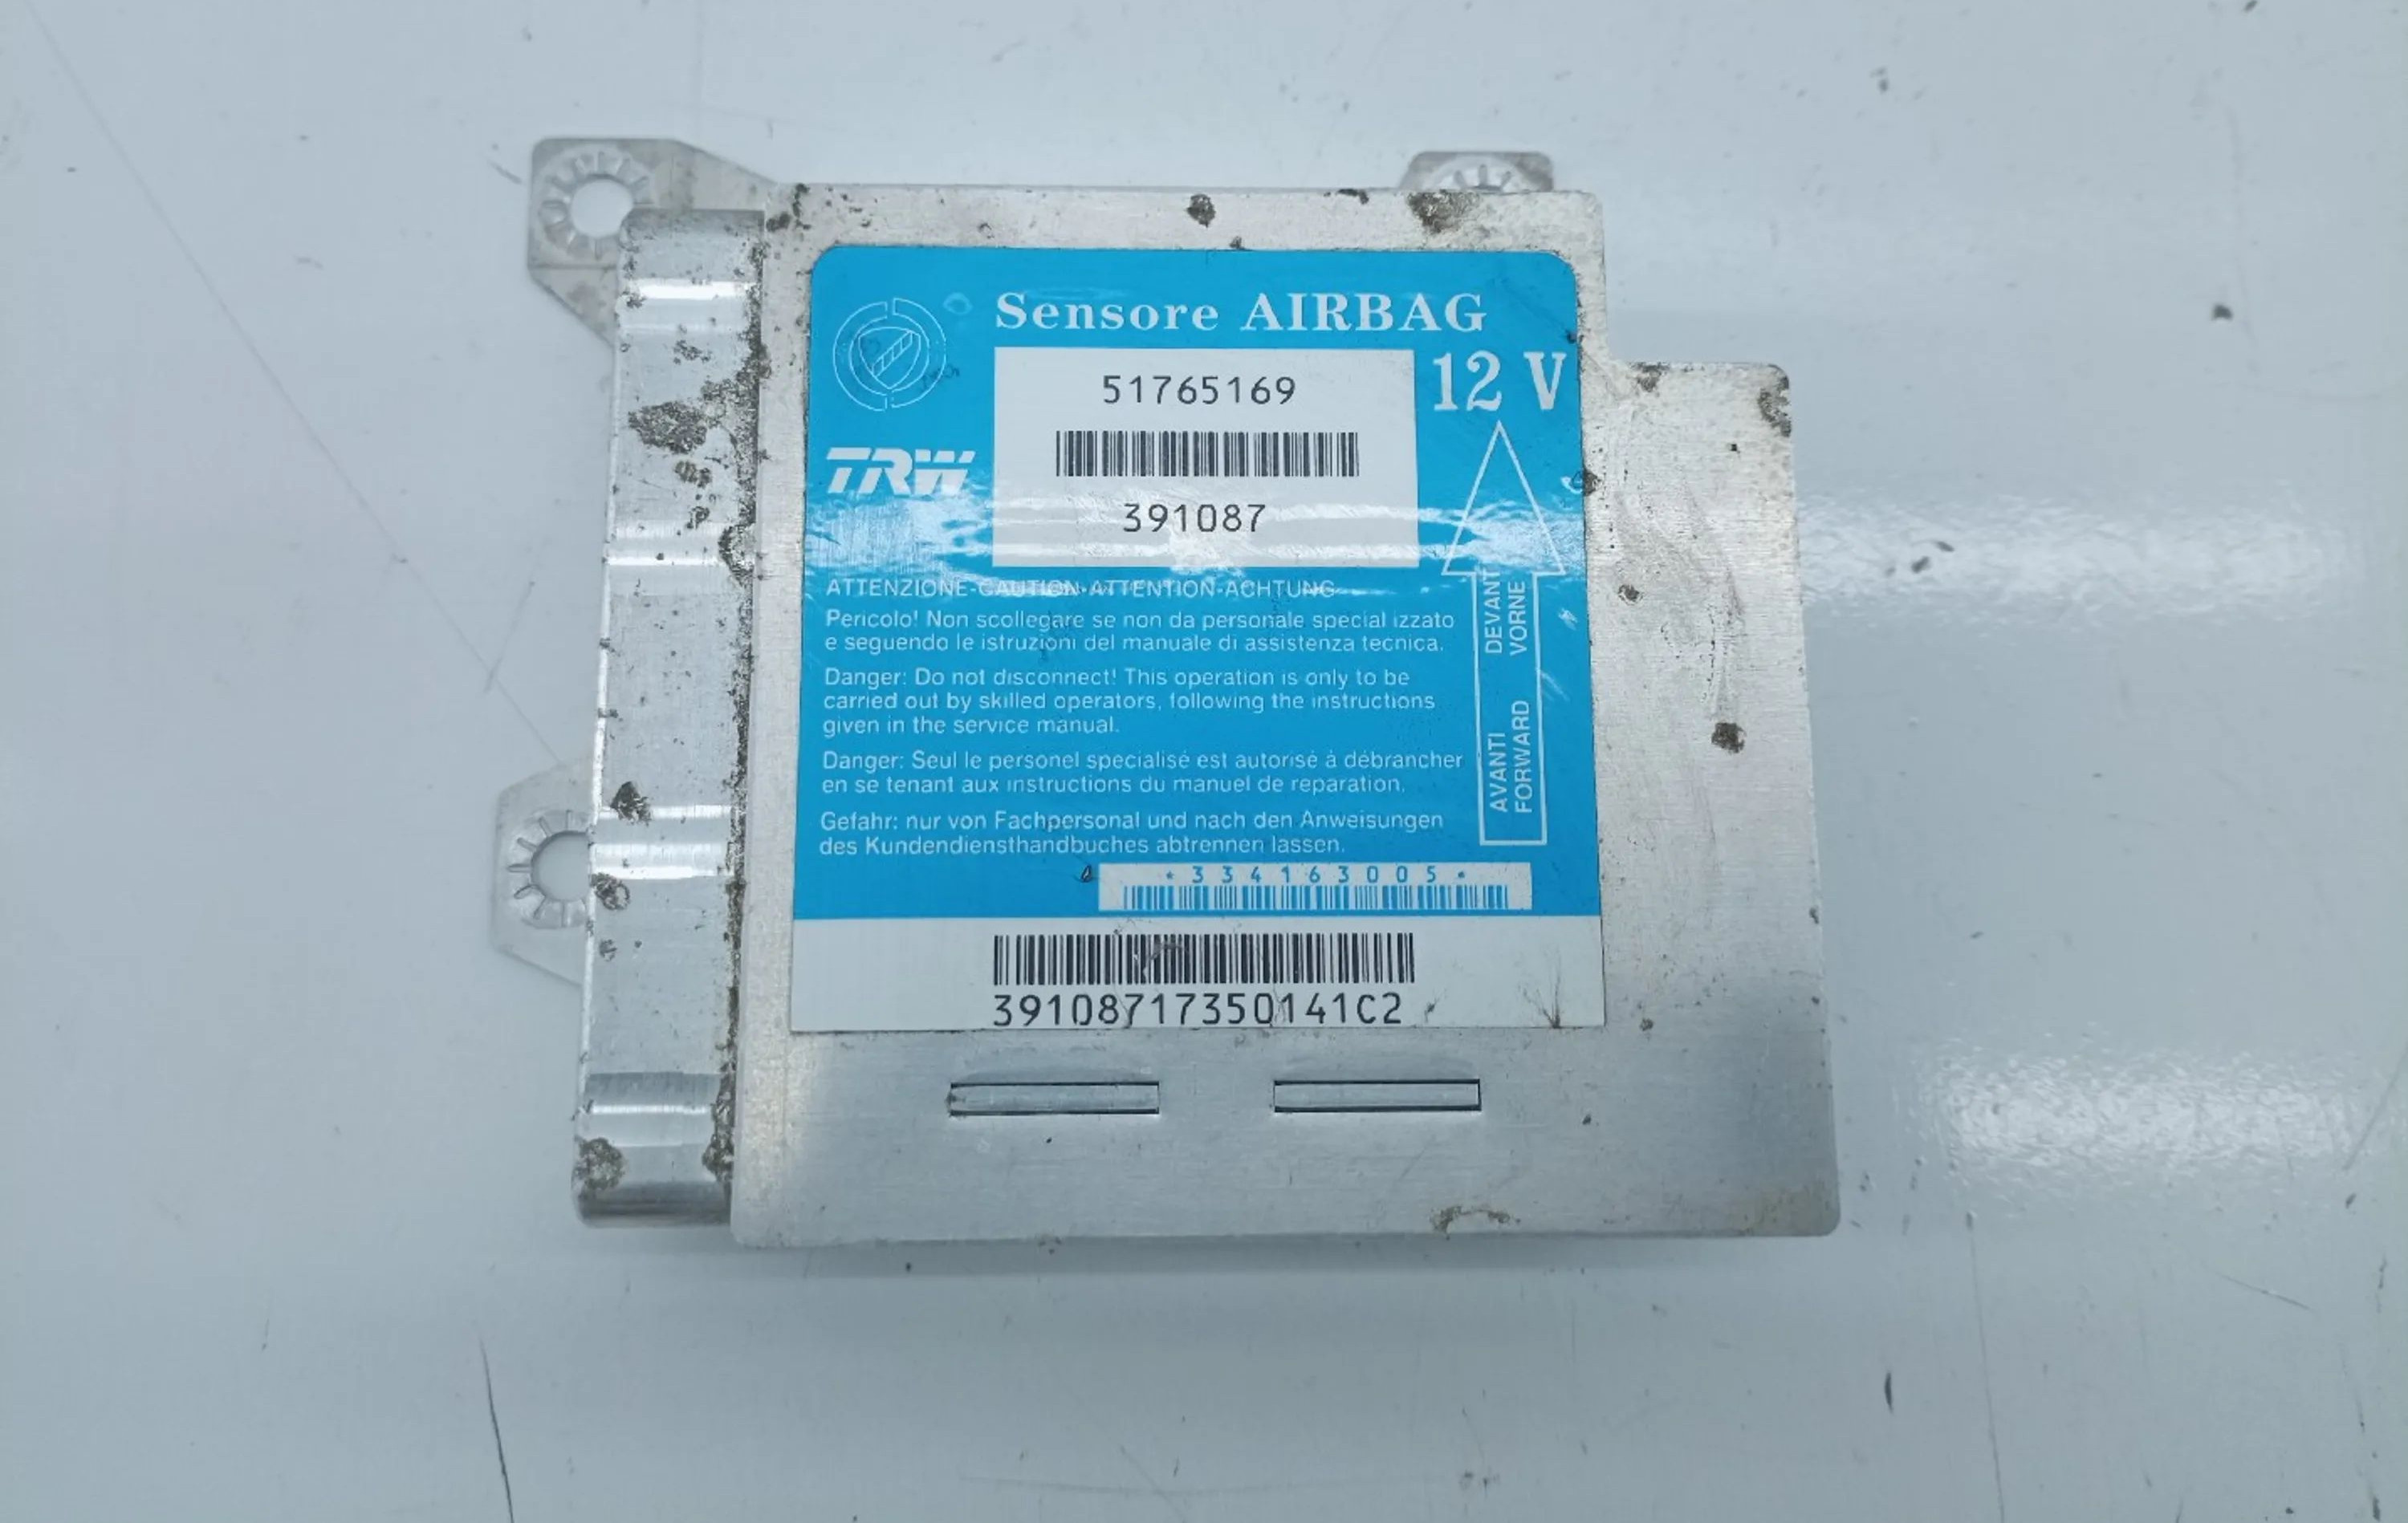 Sensore AIRBAG
51765169
12 V
TRW
391087
ATTENZIONE-CAUTION-ATTENTION-ACHTUNG
Pericolo! Non scollegare se non da personale special izzato
e seguendo le istruzioni del manuale di assistenza tecnica.
Danger: Do not disconnect! This operation is only to be
carried out by skilled operators, following the instructions
given in the service manual.
Danger: Seul le personel specialisé est autorisé à débrancher
en se tenant aux instructions du manuel de reparation.
Gefahr: nur von Fachpersonal und nach den Anweisungen
des Kundendiensthandbuches abtrennen lassen.
AVANTI DEVANT
FORWARD VORNE
*334163005*
39108717350141C2